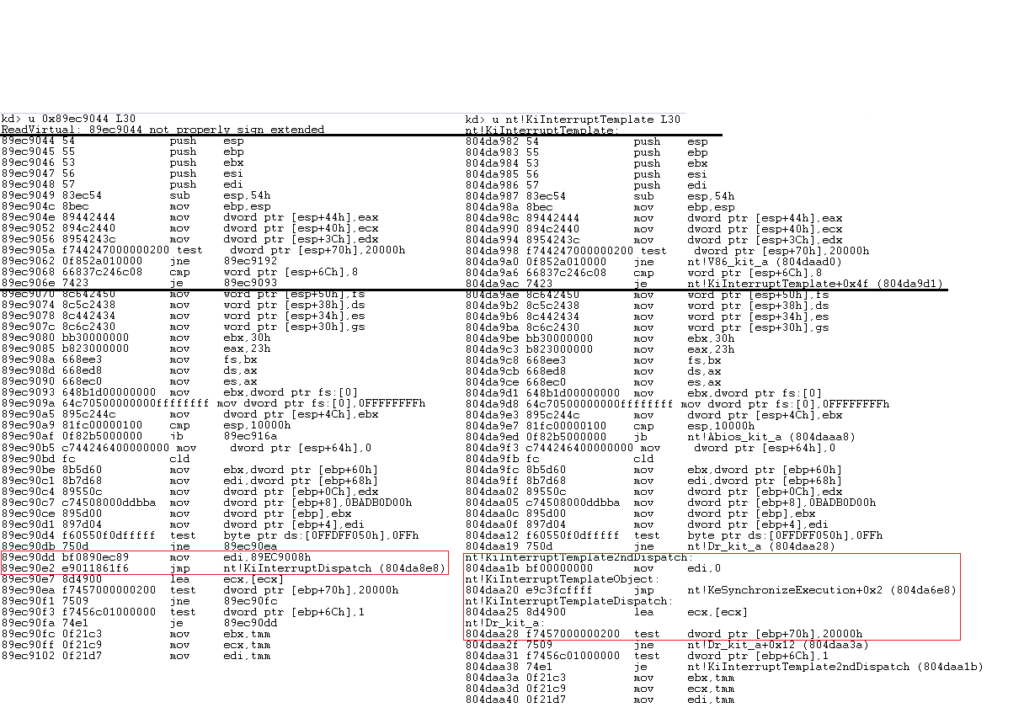 kd> u 0x89ec9044 L30
ReadVirtual: 89ec9044 not properly sign extended
89ec9044 54 push esp
89ec9045 55 push ebp
89ec9046 53 push ebx
89ec9047 56 push esi
89ec9048 57 push edi
89ec9049 83ec54 sub esp,54h
89ec904c 8bec mov ebp,esp
89ec904e 89442444 mov dword ptr [esp+44h],eax
89ec9052 894c2440 mov dword ptr [esp+40h],ecx
89ec9056 8954243c mov dword ptr [esp+3Ch],edx
89ec905a f744247000000200 test dword ptr [esp+70h],20000h
89ec9062 0f852a010000 jne 89ec9192
89ec9068 66837c246c08 cmp word ptr [esp+6Ch],8
89ec906e 7423 je 89ec9093
89ec9070 8c642450 mov word ptr [esp+50h],fs
89ec9074 8c5c2438 mov word ptr [esp+38h],ds
89ec9078 8c442434 mov word ptr [esp+34h],es
89ec907c 8c6c2430 mov word ptr [esp+30h],gs
89ec9080 bb30000000 mov ebx,30h
89ec9085 b823000000 mov eax,23h
89ec908a 668ee3 mov fs,bx
89ec908d 668ed8 mov ds,ax
89ec9090 668ec0 mov es,ax
89ec9093 648b1d00000000 mov ebx,dword ptr fs:[0]
89ec909a 64c70500000000ffffffff mov dword ptr fs:[0],0FFFFFFFFh
89ec90a5 895c244c mov dword ptr [esp+4Ch],ebx
89ec90a9 81fc00000100 cmp esp,10000h
89ec90af 0f82b5000000 jb 89ec916a
89ec90b5 c744246400000000 mov dword ptr [esp+64h],0
89ec90bd fc cld
89ec90be 8b5d60 mov ebx,dword ptr [ebp+60h]
89ec90c1 8b7d68 mov edi,dword ptr [ebp+68h]
89ec90c4 89550c mov dword ptr [ebp+0Ch],edx
89ec90c7 c74508000ddbba mov dword ptr [ebp+8],0BADB0D00h
89ec90ce 895d00 mov dword ptr [ebp],ebx
89ec90d1 897d04 mov dword ptr [ebp+4],edi
89ec90d4 f60550f0dfffff test byte ptr ds:[0FFDFF050h],0FFh
89ec90db 750d jne 89ec90ea
89ec90dd bf0890ec89 mov edi,89EC9008h
89ec90e2 e9011861f6 jmp nt!KiInterruptDispatch (804da8e8)
89ec90e7 8d4900 lea ecx,[ecx]
89ec90ea f7457000000200 test dword ptr [ebp+70h],20000h
89ec90f1 7509 jne 89ec90fc
89ec90f3 f7456c01000000 test dword ptr [ebp+6Ch],1
89ec90fa 74e1 je 89ec90dd
89ec90fc 0f21c3 mov ebx,tmm
89ec90ff 0f21c9 mov ecx,tmm
89ec9102 0f21d7 mov edi,tmm
kd> u nt!KiInterruptTemplate L30
nt!KiInterruptTemplate:
804da982 54 push esp
804da983 55 push ebp
804da984 53 push ebx
804da985 56 push esi
804da986 57 push edi
804da987 83ec54 sub esp,54h
804da98a 8bec mov ebp,esp
804da98c 89442444 mov dword ptr [esp+44h],eax
804da990 894c2440 mov dword ptr [esp+40h],ecx
804da994 8954243c mov dword ptr [esp+3Ch],edx
804da998 f744247000000200 test dword ptr [esp+70h],20000h
804da9a0 0f852a010000 jne nt!V86_kit_a (804daad0)
804da9a6 66837c246c08 cmp word ptr [esp+6Ch],8
804da9ac 7423 je nt!KiInterruptTemplate+0x4f (804da9d1)
804da9ae 8c642450 mov word ptr [esp+50h],fs
804da9b2 8c5c2438 mov word ptr [esp+38h],ds
804da9b6 8c442434 mov word ptr [esp+34h],es
804da9ba 8c6c2430 mov word ptr [esp+30h],gs
804da9be bb30000000 mov ebx,30h
804da9c3 b823000000 mov eax,23h
804da9c8 668ee3 mov fs,bx
804da9cb 668ed8 mov ds,ax
804da9ce 668ec0 mov es,ax
804da9d1 648b1d00000000 mov ebx,dword ptr fs:[0]
804da9d8 64c70500000000ffffffff mov dword ptr fs:[0],0FFFFFFFFh
804da9e3 895c244c mov dword ptr [esp+4Ch],ebx
804da9e7 81fc00000100 cmp esp,10000h
804da9ed 0f82b5000000 jb nt!Abios_kit_a (804daaa8)
804da9f3 c744246400000000 mov dword ptr [esp+64h],0
804da9fb fc cld
804da9fc 8b5d60 mov ebx,dword ptr [ebp+60h]
804da9ff 8b7d68 mov edi,dword ptr [ebp+68h]
804daa02 89550c mov dword ptr [ebp+0Ch],edx
804daa05 c74508000ddbba mov dword ptr [ebp+8],0BADB0D00h
804daa0c 895d00 mov dword ptr [ebp],ebx
804daa0f 897d04 mov dword ptr [ebp+4],edi
804daa12 f60550f0dfffff test byte ptr ds:[0FFDFF050h],0FFh
804daa19 750d jne nt!Dr_kit_a (804daa28)
nt!KiInterruptTemplate2ndDispatch:
804daa1b bf00000000 mov edi,0
nt!KiInterruptTemplateObject:
804daa20 e9c3fcffff jmp nt!KeSynchronizeExecution+0x2 (804da6e8)
nt!KiInterruptTemplateDispatch:
804daa25 8d4900 lea ecx,[ecx]
nt!Dr_kit_a:
804daa28 f7457000000200 test dword ptr [ebp+70h],20000h
804daa2f 7509 jne nt!Dr_kit_a+0x12 (804daa3a)
804daa31 f7456c01000000 test dword ptr [ebp+6Ch],1
804daa38 74e1 je nt!KiInterruptTemplate2ndDispatch (804daa1b)
804daa3a 0f21c3 mov ebx,tmm
804daa3d 0f21c9 mov ecx,tmm
804daa40 0f21d7 mov edi,tmm